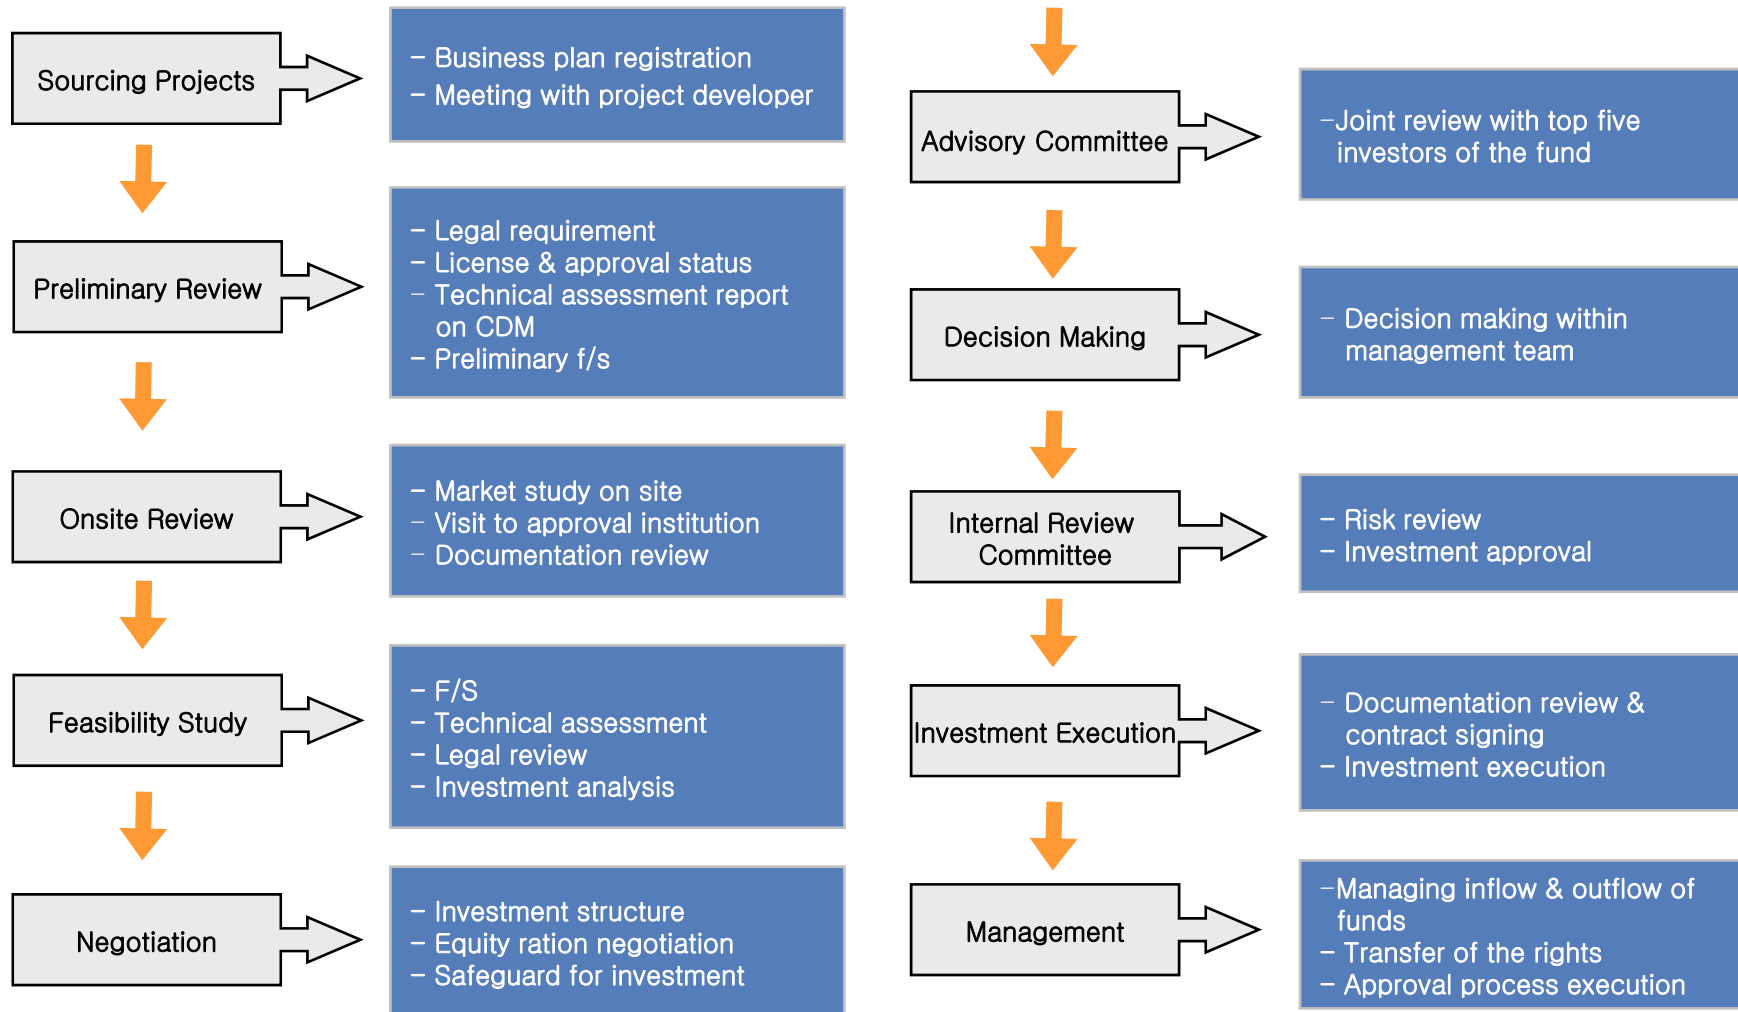 Sourcing Projects
– Business plan registration
– Meeting with project developer
Preliminary Review
– Legal requirement
– License & approval status
– Technical assessment report
on CDM
– Preliminary f/s
Onsite Review
– Market study on site
– Visit to approval institution
– Documentation review
Feasibility Study
– F/S
– Technical assessment
– Legal review
– Investment analysis
Negotiation
– Investment structure
– Equity ration negotiation
– Safeguard for investment
Advisory Committee
–Joint review with top five
investors of the fund
Decision Making
– Decision making within
management team
Internal Review
Committee
– Risk review
– Investment approval
Investment Execution
– Documentation review &
contract signing
– Investment execution
Management
–Managing inflow & outflow of
funds
– Transfer of the rights
– Approval process execution